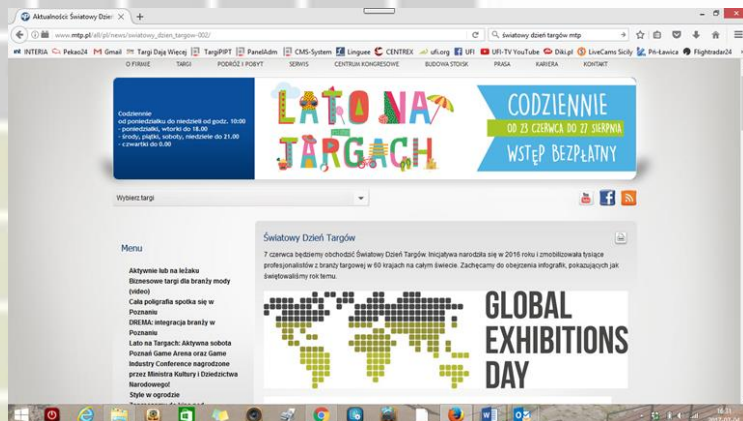 Aktualności: Światowy Dzie
www.mtp.pl/all/pl/news/swiatowy_dzien_targow-002/
światowy dzień targów mtp
INTERIA
Pekao24
Gmail
Targi Dają Więcej
TargiPIPT
PanelAdm
CMS-System
Linguee
CENTREX
ufi.org
UFI
UFI-TV YouTube
Diki.pl
LiveCams Sicily
Prł-Ławica
Flightradar24
O FIRMIE TARGI PODRÓŻ I POBYT SERWIS CENTRUM KONGRESOWE BUDOWA STOISK PRASA KARIERA KONTAKT
Codziennie
od poniedziałku do niedzieli od godz. 10:00
- poniedziałki, wtorki do 18.00
- środy, piątki, soboty, niedziele do 21.00
- czwartki do 0.00
LATO NA
TARGACH
CODZIENNIE
OD 23 CZERWCA DO 27 SIERPNIA
WSTĘP BEZPŁATNY
Wybierz targi
Menu
Aktywnie lub na leżaku
Biznesowe targi dla branży mody
(video)
Cała poligrafia spotka się w
Poznaniu
DREMA: integracja branży w
Poznaniu
Lato na Targach: Aktywna sobota
Poznań Game Arena oraz Game
Industry Conference nagrodzone
przez Ministra Kultury i Dziedzictwa
Narodowego!
Style w ogrodzie
Światowy Dzień Targów
7 czerwca będziemy obchodzić Światowy Dzień Targów. Inicjatywa narodziła się w 2016 roku i zmobilizowała tysiące
profesjonalistów z branży targowej w 60 krajach na całym świecie. Zachęcamy do obejrzenia infografik, pokazujących jak
świętowaliśmy rok temu.
GLOBAL
EXHIBITIONS
DAY